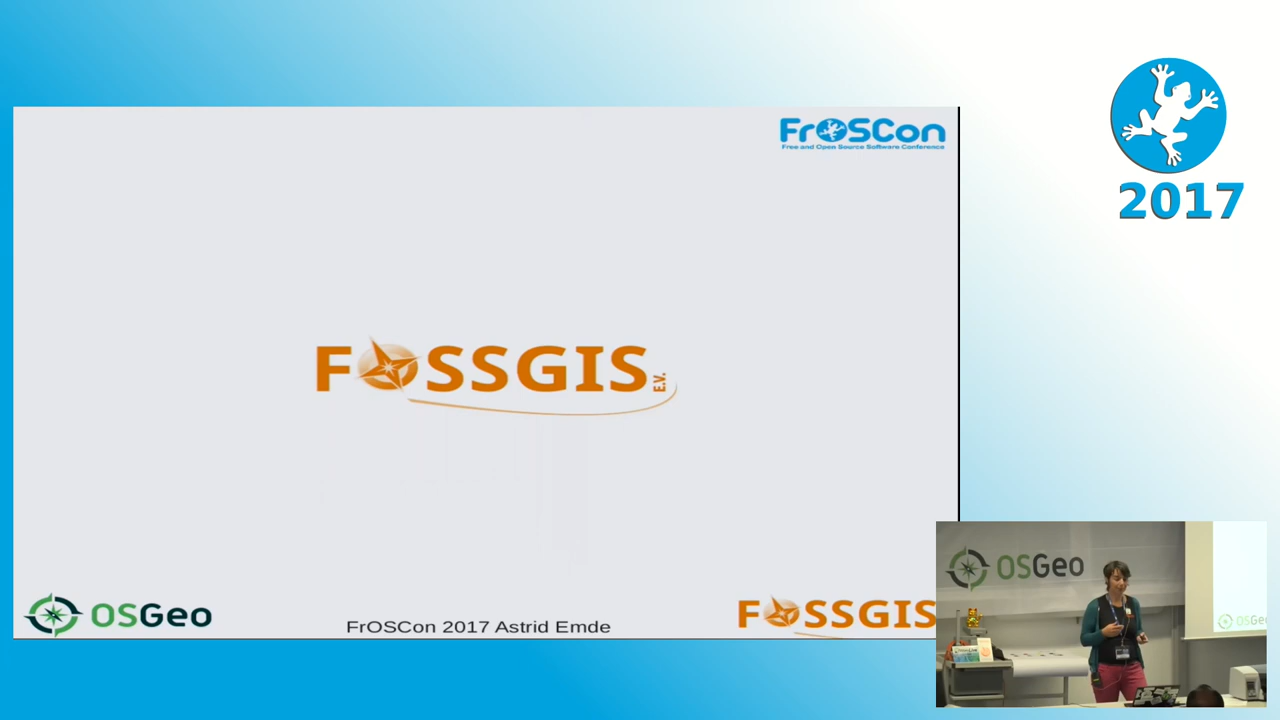 FrOSCon
Free and Open Source Software Conference
2017
FOSSGIS E.V.
OSGeo
FrOSCon 2017 Astrid Emde
FOSSGIS
OSGeo
OSGeo